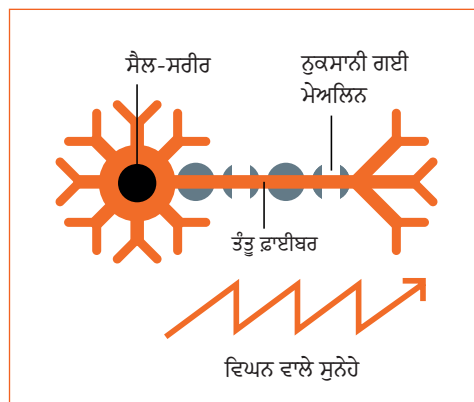 ਸੈਲ-ਸਰੀਰ
ਨੁਕਸਾਨੀ ਗਈ
ਮੇਅਲਿਨ
ਤੰਤੂ ਫ਼ਾਈਬਰ
ਵਿਘਨ ਵਾਲੇ ਸੁਨੇਹੇ